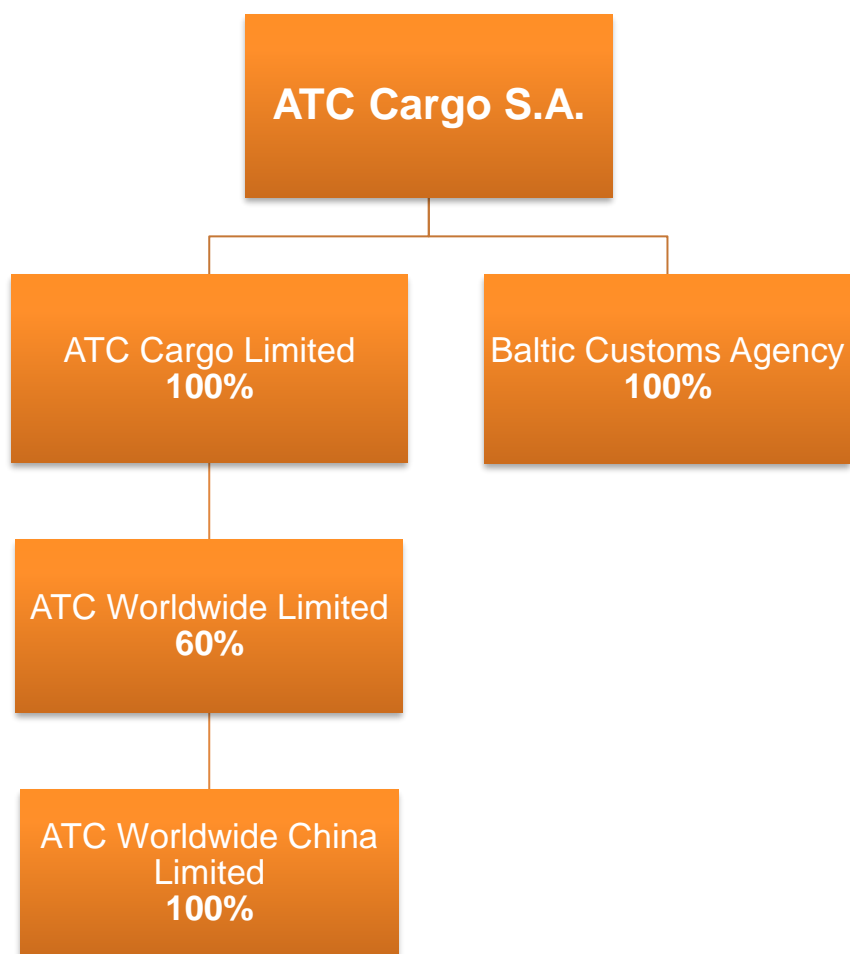 ATC Cargo S.A.
ATC Cargo Limited
100%
Baltic Customs Agency
100%
ATC Worldwide Limited
60%
ATC Worldwide China
Limited
100%